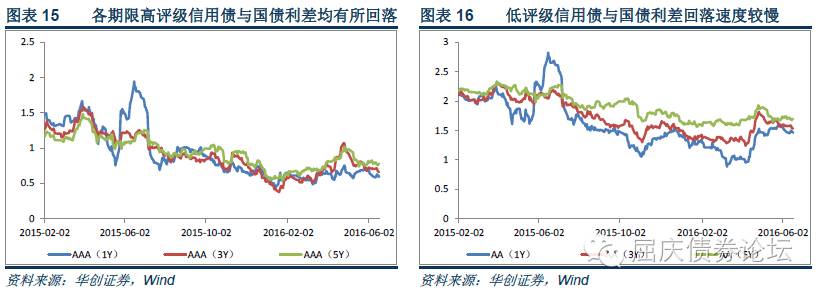 图表 15 各期限高评级信用债与国债利差均有所回落
2.5
2
1.5
1
0.5
0
2015-02-02 2015-06-02 2015-10-02 2016-02-02 2016-06-02
AAA（1Y） AAA（3Y） AAA（5Y）
资料来源：华创证券，Wind
图表 16 低评级信用债与国债利差回落速度较慢
3
2.5
2
1.5
1
0.5
0
2015-02-02 2015-06-02 2015-10-02 2016-02-02 2016-06-02
AA（1Y） AA（3Y） AA（5Y）
屈庆债券论坛
资料来源：华创证券，Wind